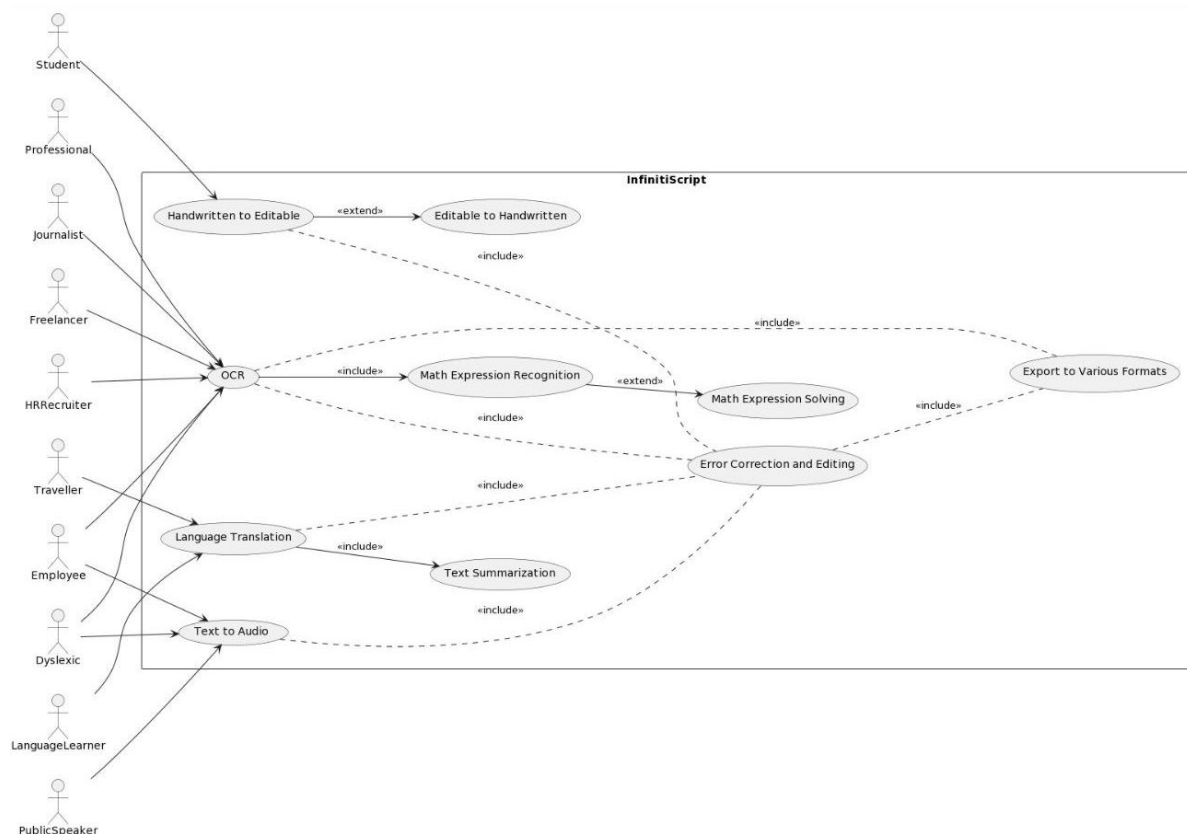 Student
Professional
Journalist
Freelancer
HRRecruiter
Traveller
Employee
Dyslexic
LanguageLearner
PublicSpeaker
InfinitiScript
Handwritten to Editable
«extend»
Editable to Handwritten
«include»
«include»
OCR
«include»
Math Expression Recognition
«extend»
Math Expression Solving
Export to Various Formats
«include»
«include»
Error Correction and Editing
«include»
Language Translation
«include»
Text Summarization
«include»
Text to Audio